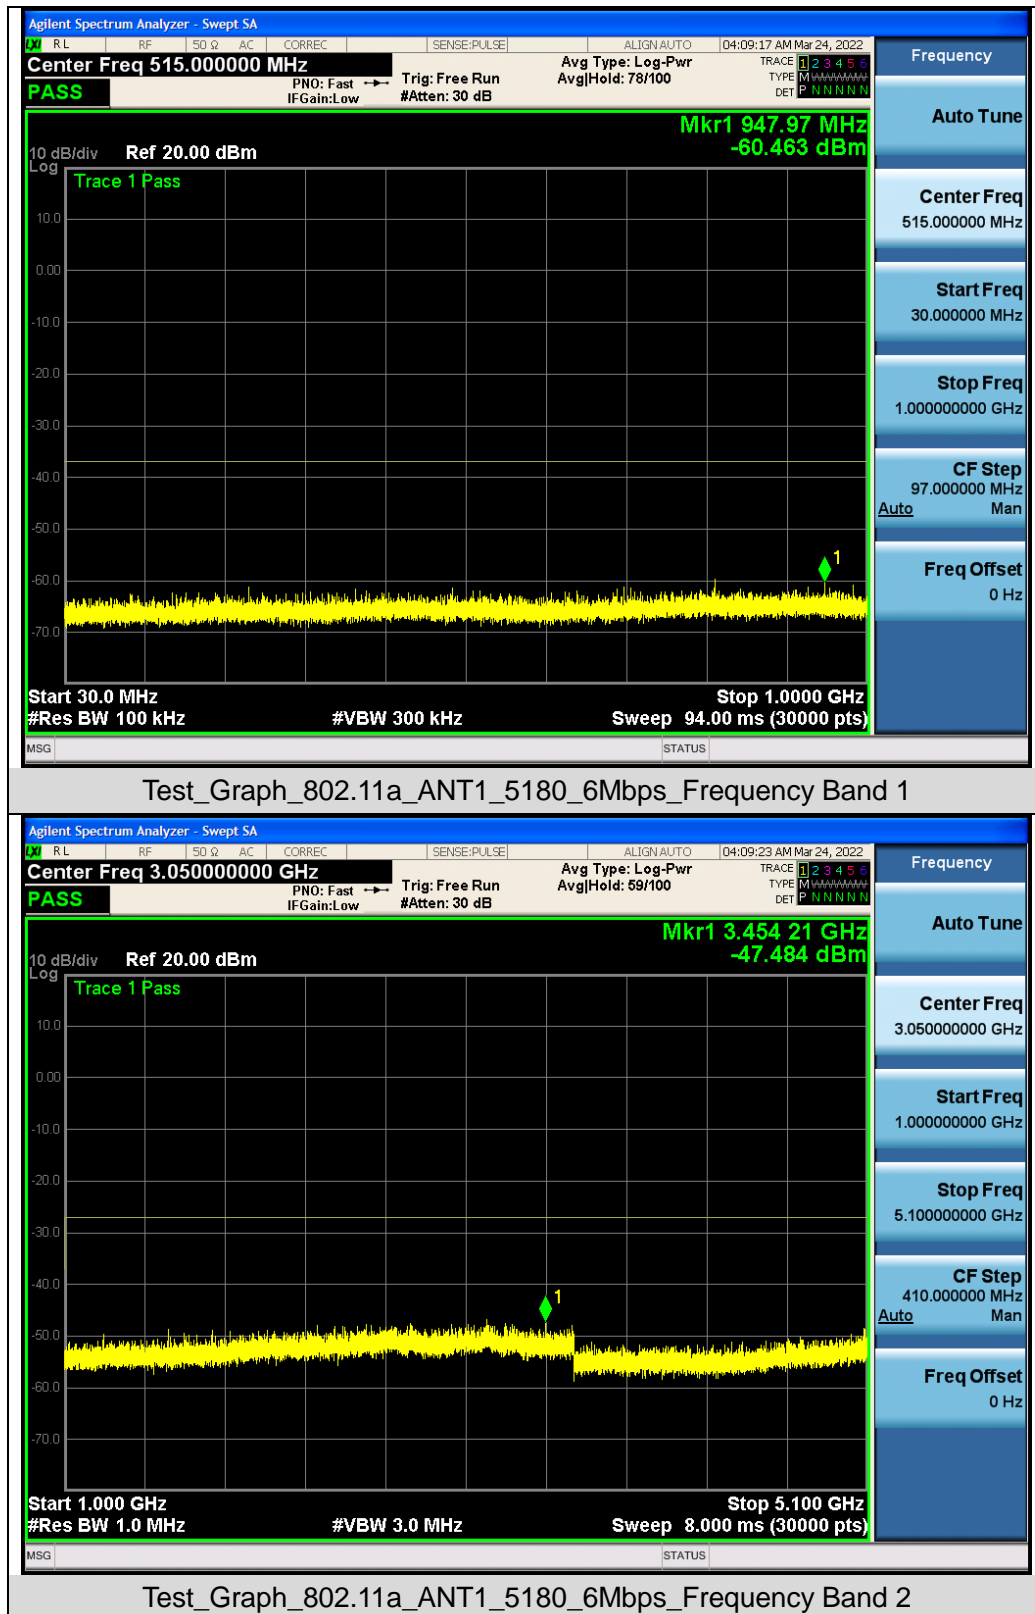 Agilent Spectrum Analyzer - Swept SA
LXI RL RF 50 Ω AC CORREC SENSE:PULSE ALIGN AUTO 04:09:17 AM Mar 24, 2022
Center Freq 515.000000 MHz
PASS
PNO: Fast
IFGain:Low
Trig: Free Run
#Atten: 30 dB
Avg Type: Log-Pwr
Avg|Hold: 78/100
TRACE 1 2 3 4 5 6
TYPE M WWWWW
DET P N N N N N
Mkr1 947.97 MHz
-60.463 dBm
10 dB/div Ref 20.00 dBm
Log
Trace 1 Pass
10.0
0.00
-10.0
-20.0
-30.0
-40.0
-50.0
-60.0
-70.0
1
Start 30.0 MHz Stop 1.0000 GHz
#Res BW 100 kHz #VBW 300 kHz Sweep 94.00 ms (30000 pts)
MSG STATUS
Frequency
Auto Tune
Center Freq
515.000000 MHz
Start Freq
30.000000 MHz
Stop Freq
1.000000000 GHz
CF Step
97.000000 MHz
Auto Man
Freq Offset
0 Hz
Test_Graph_802.11a_ANT1_5180_6Mbps_Frequency Band 1
Agilent Spectrum Analyzer - Swept SA
LXI RL RF 50 Ω AC CORREC SENSE:PULSE ALIGN AUTO 04:09:23 AM Mar 24, 2022
Center Freq 3.050000000 GHz
PASS
PNO: Fast
IFGain:Low
Trig: Free Run
#Atten: 30 dB
Avg Type: Log-Pwr
Avg|Hold: 59/100
TRACE 1 2 3 4 5 6
TYPE M WWWWW
DET P N N N N N
Mkr1 3.454 21 GHz
-47.484 dBm
10 dB/div Ref 20.00 dBm
Log
Trace 1 Pass
10.0
0.00
-10.0
-20.0
-30.0
-40.0
-50.0
-60.0
-70.0
1
Start 1.000 GHz Stop 5.100 GHz
#Res BW 1.0 MHz #VBW 3.0 MHz Sweep 8.000 ms (30000 pts)
MSG STATUS
Frequency
Auto Tune
Center Freq
3.050000000 GHz
Start Freq
1.000000000 GHz
Stop Freq
5.100000000 GHz
CF Step
410.000000 MHz
Auto Man
Freq Offset
0 Hz
Test_Graph_802.11a_ANT1_5180_6Mbps_Frequency Band 2